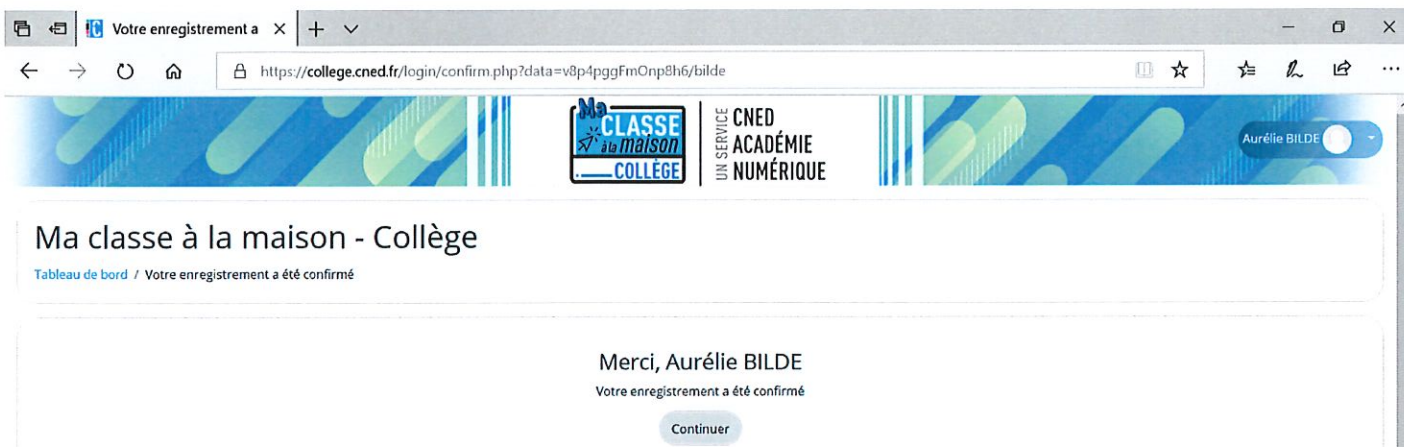 Votre enregistrement a
https://college.cned.fr/login/confirm.php?data=v8p4pggFmOnp8h6/bilde
Ma
CLASSE
à la maison
COLLÈGE
UN SERVICE
CNED
ACADÉMIE
NUMÉRIQUE
Aurélie BILDE
Ma classe à la maison - Collège
Tableau de bord / Votre enregistrement a été confirmé
Merci, Aurélie BILDE
Votre enregistrement a été confirmé
Continuer